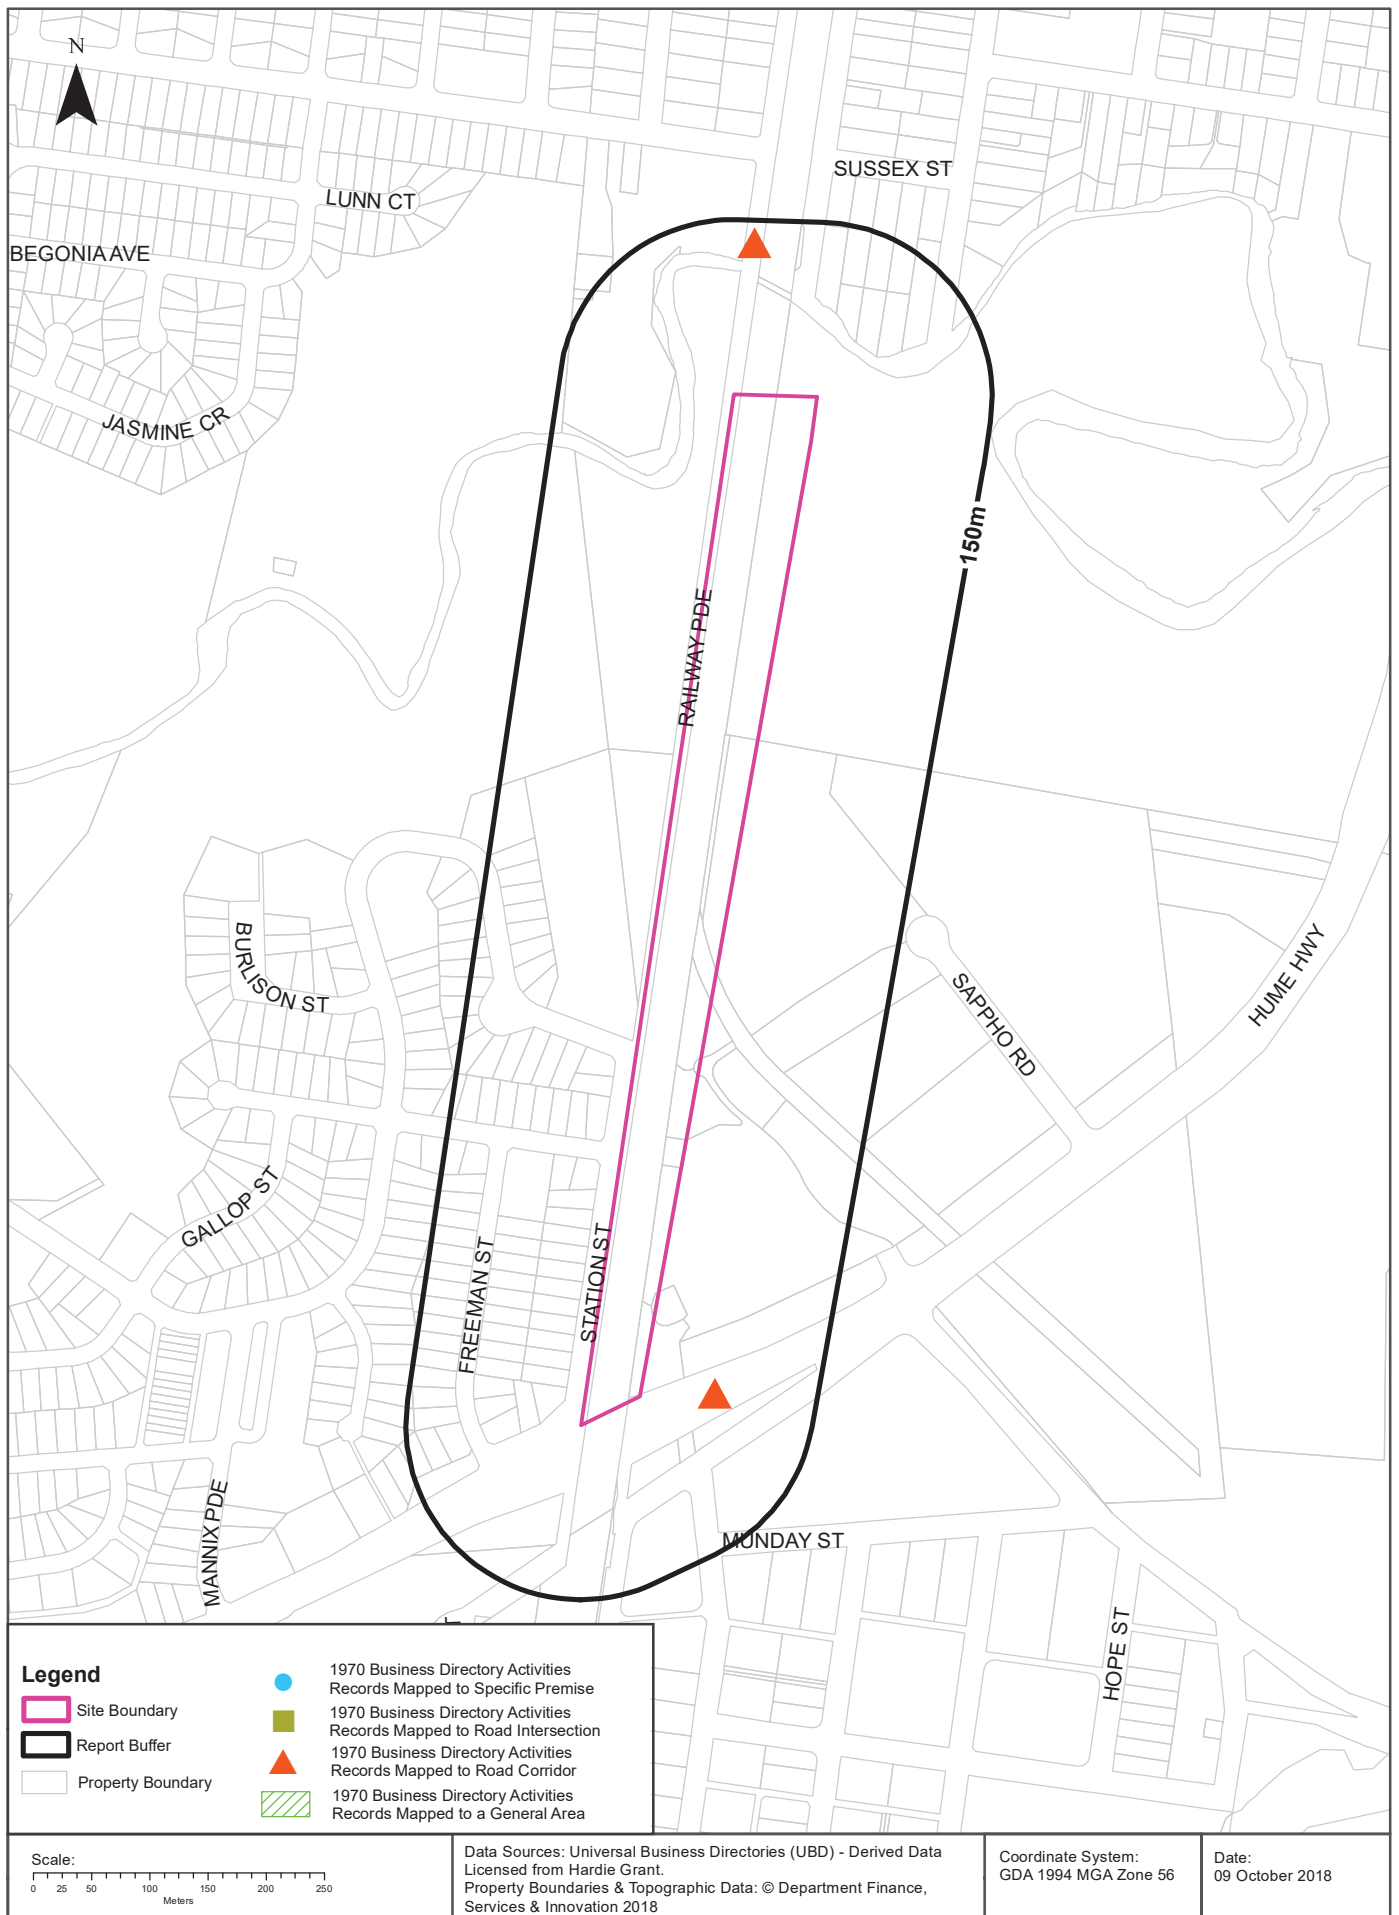 N
SUSSEX ST
LUNN CT
BEGONIA AVE
JASMINE CR
150m
RAILWAY PDE
BURLISON ST
SAPPHO RD
HUME HWY
GALLOP ST
FREEMAN ST
STATION ST
MANNIX PDE
MUNDAY ST
HOPE ST
Legend
Site Boundary
Report Buffer
Property Boundary
1970 Business Directory Activities
Records Mapped to Specific Premise
1970 Business Directory Activities
Records Mapped to Road Intersection
1970 Business Directory Activities
Records Mapped to Road Corridor
1970 Business Directory Activities
Records Mapped to a General Area
Scale:
0 25 50 100 150 200 250
Meters
Data Sources: Universal Business Directories (UBD) - Derived Data
Licensed from Hardie Grant.
Property Boundaries & Topographic Data: © Department Finance,
Services & Innovation 2018
Coordinate System:
GDA 1994 MGA Zone 56
Date:
09 October 2018